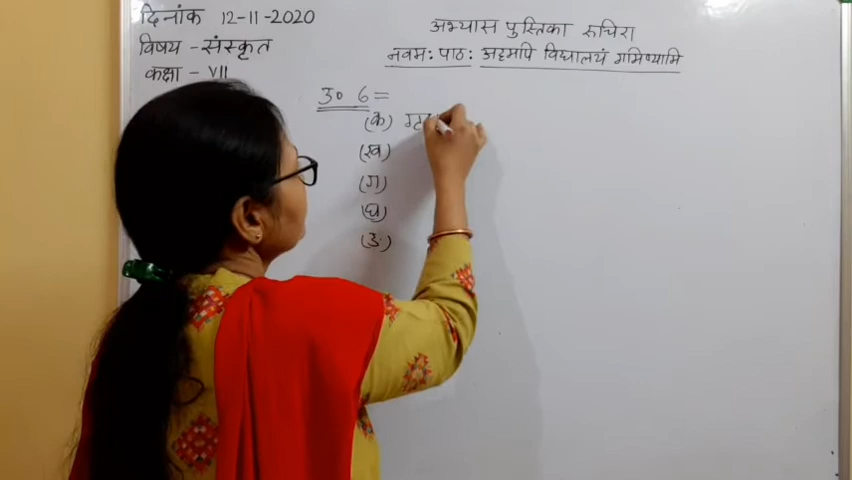 दिनांक 12-11-2020
अभ्यास पुस्तिका रूचिरा
विषय - संस्कृत
नवम: पाठ: अहमपि विद्यालयं गमिष्यामि
कक्षा - VII
उ० 6 =
(क)
(ख)
(ग)
(घ)
(ङ)